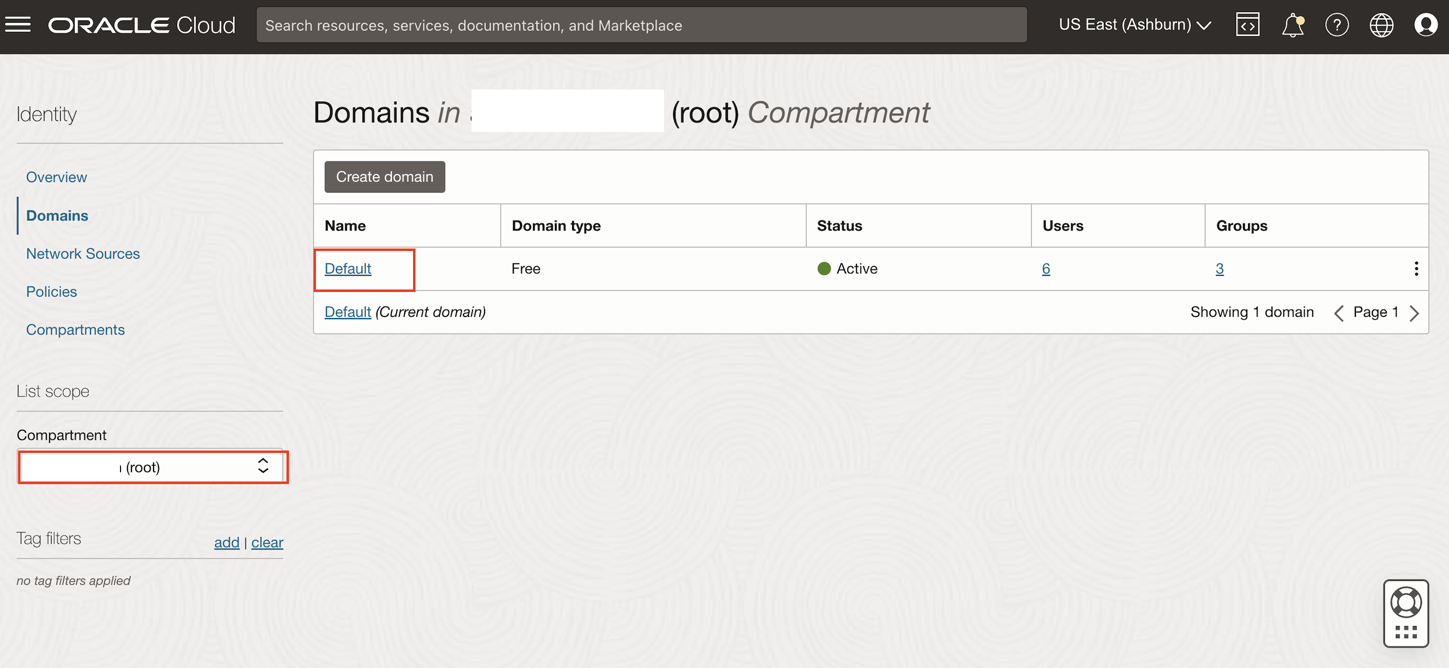 ORACLE Cloud
Search resources, services, documentation, and Marketplace
US East (Ashburn)
Identity
Overview
Domains
Network Sources
Policies
Compartments
List scope
Compartment
(root)
Tag filters
add | clear
no tag filters applied
Domains in (root) Compartment
Create domain
Name Domain type Status Users Groups
Default Free Active 6 3
Default (Current domain) Showing 1 domain Page 1